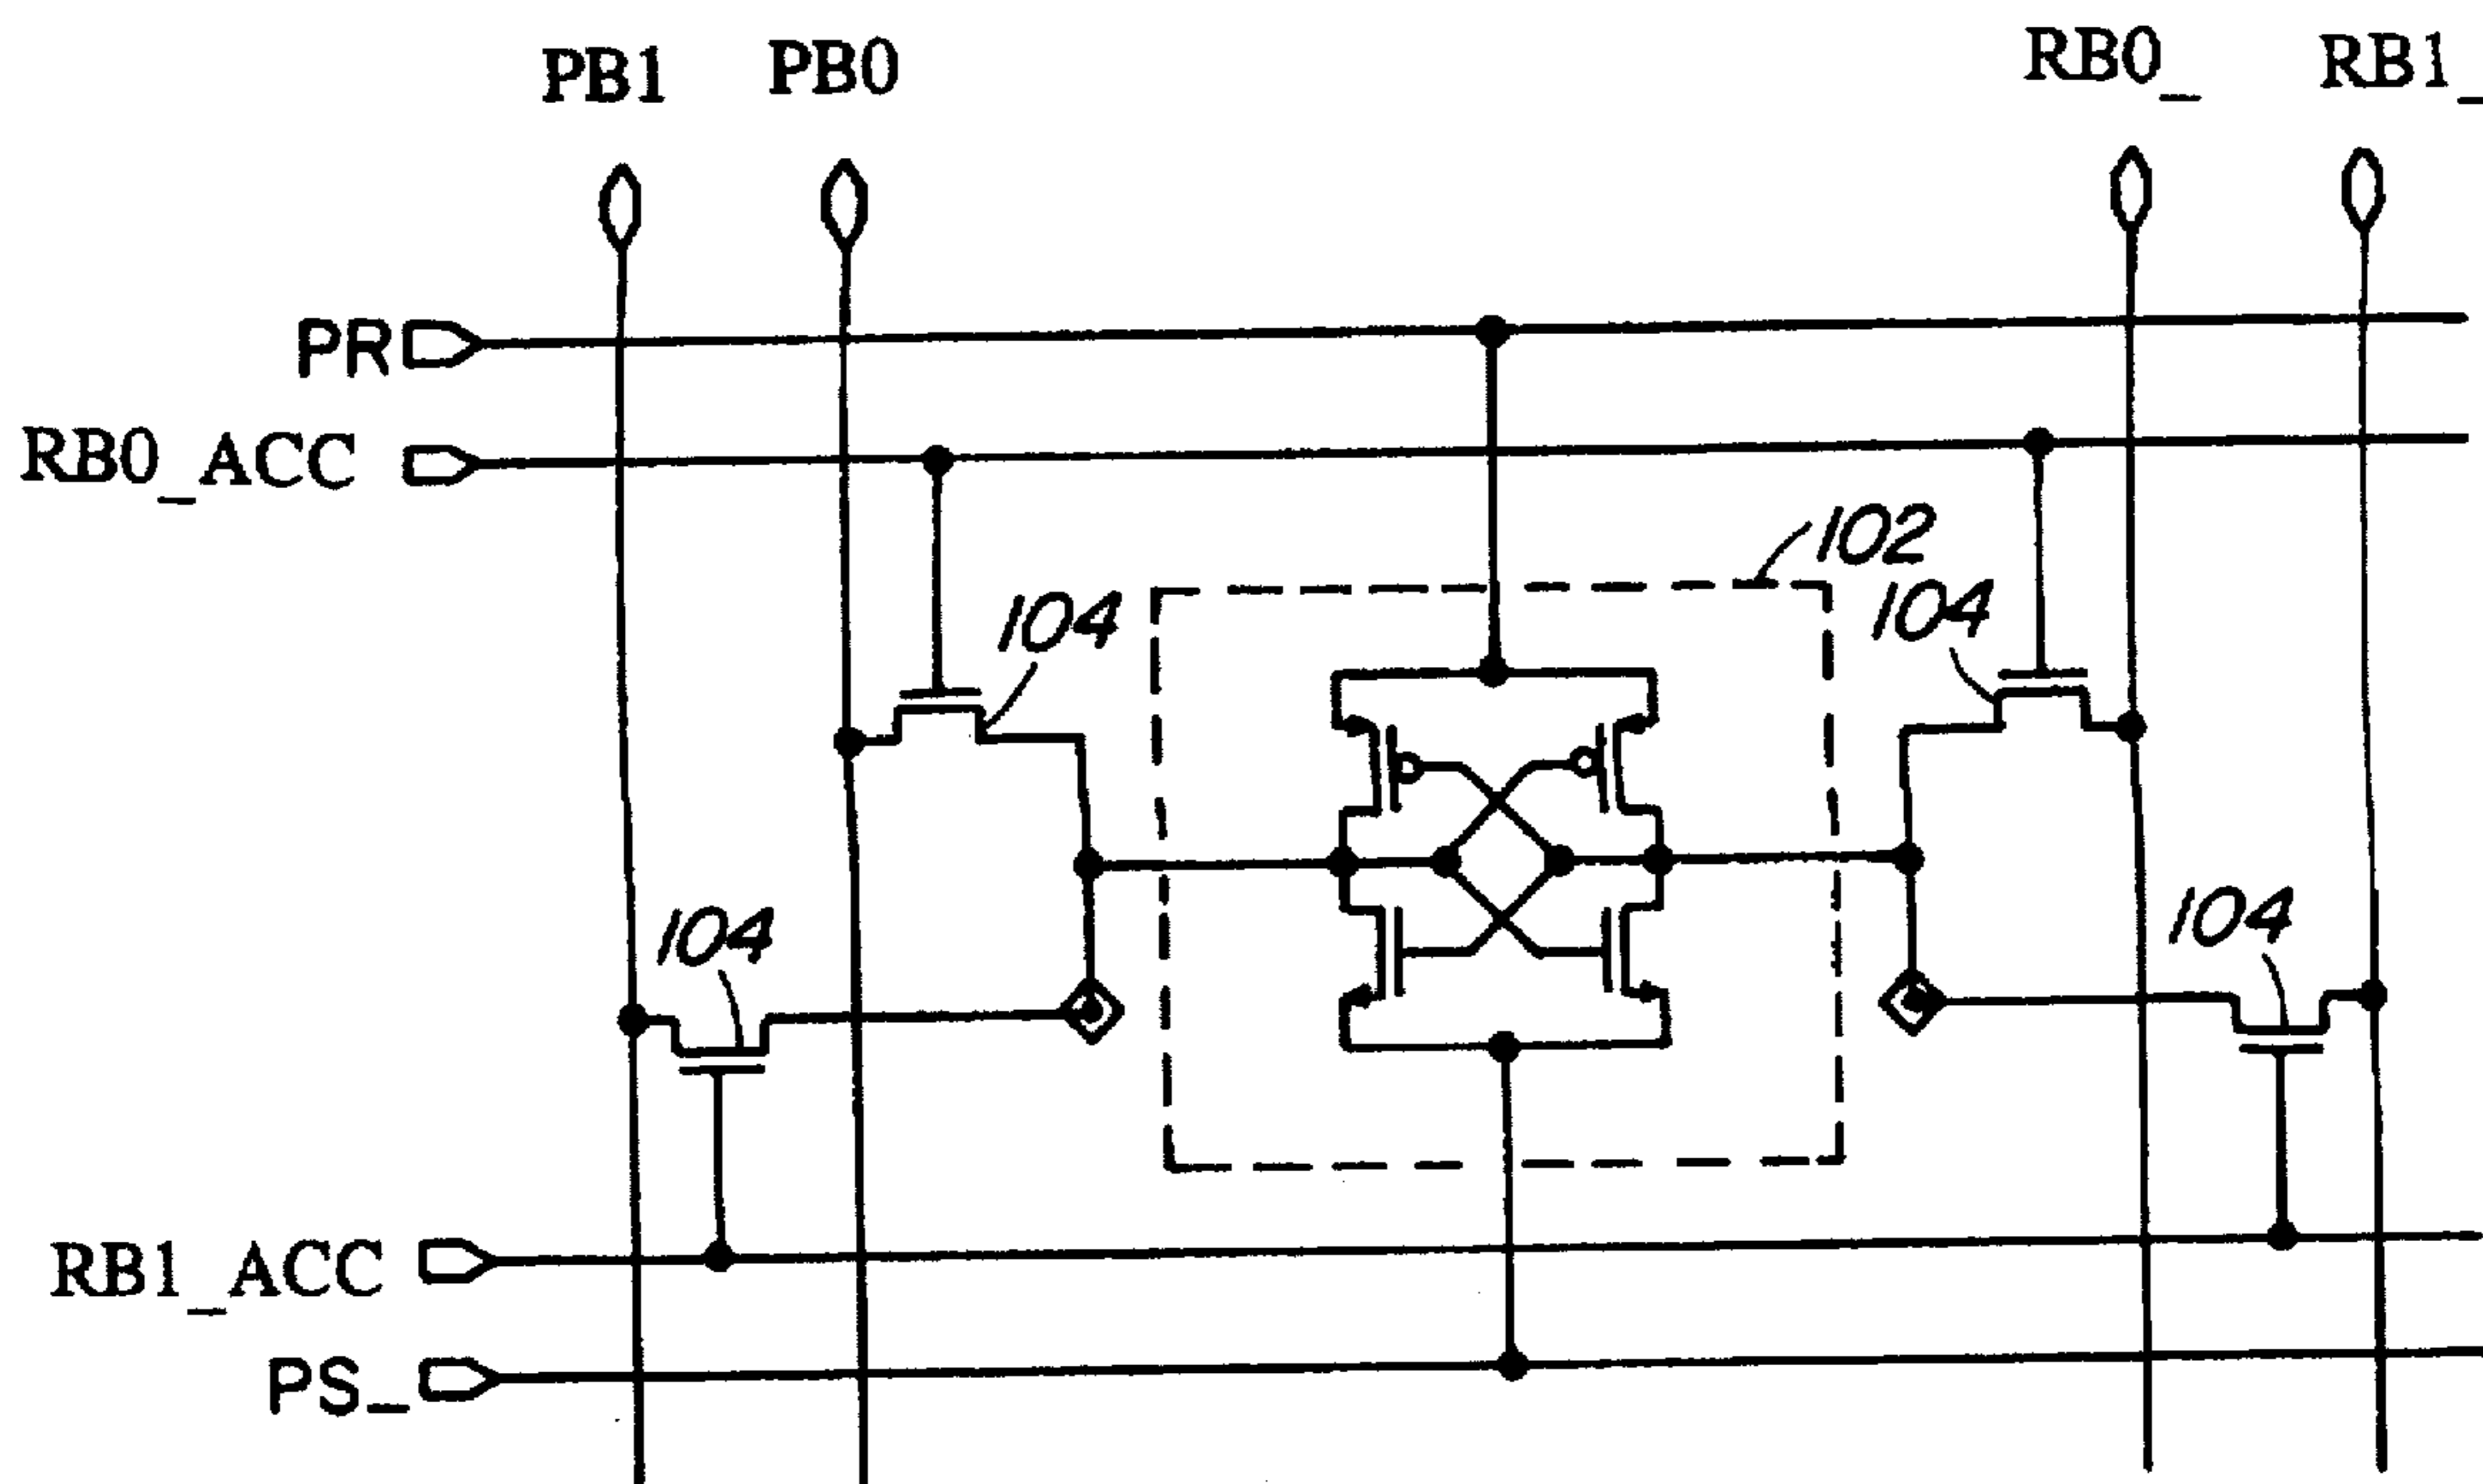 PB1 PB0 RB0_ RB1_
PR
RB0_ACC
102
104 104
104 104
RB1_ACC
PS_